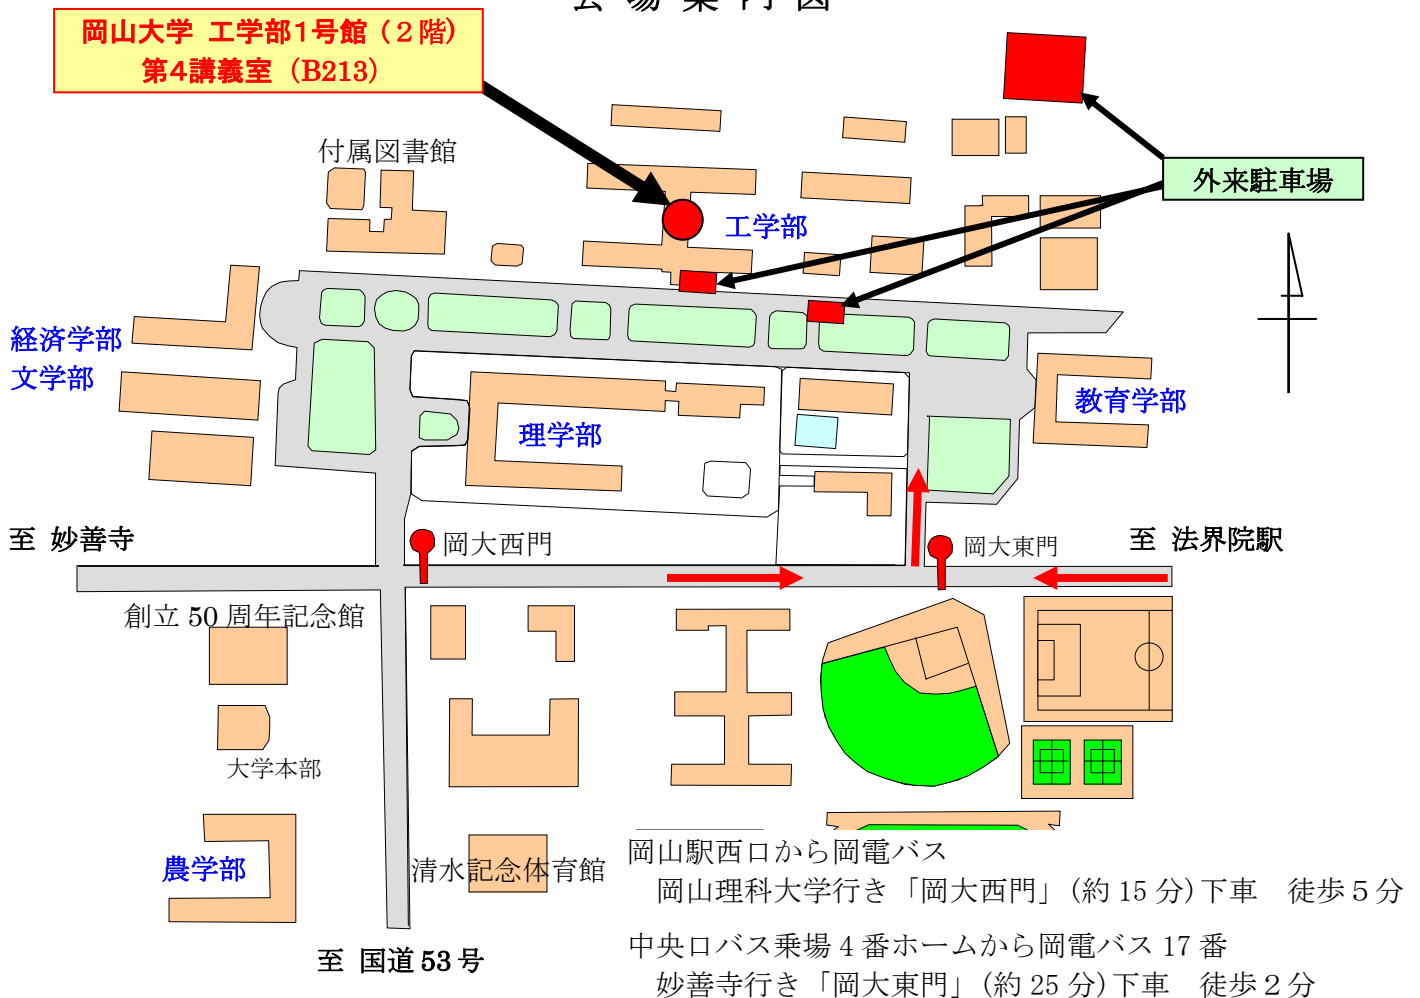 会場案内図
岡山大学 工学部1号館（２階）
第4講義室（B213）
外来駐車場
付属図書館
工学部
経済学部
文学部
教育学部
理学部
至 妙善寺
岡大西門
岡大東門
至 法界院駅
創立 50 周年記念館
大学本部
農学部
清水記念体育館
至 国道 53 号
岡山駅西口から岡電バス
岡山理科大学行き「岡大西門」(約 15 分)下車　徒歩５分
中央口バス乗場 4 番ホームから岡電バス 17 番
妙善寺行き「岡大東門」(約 25 分)下車　徒歩２分